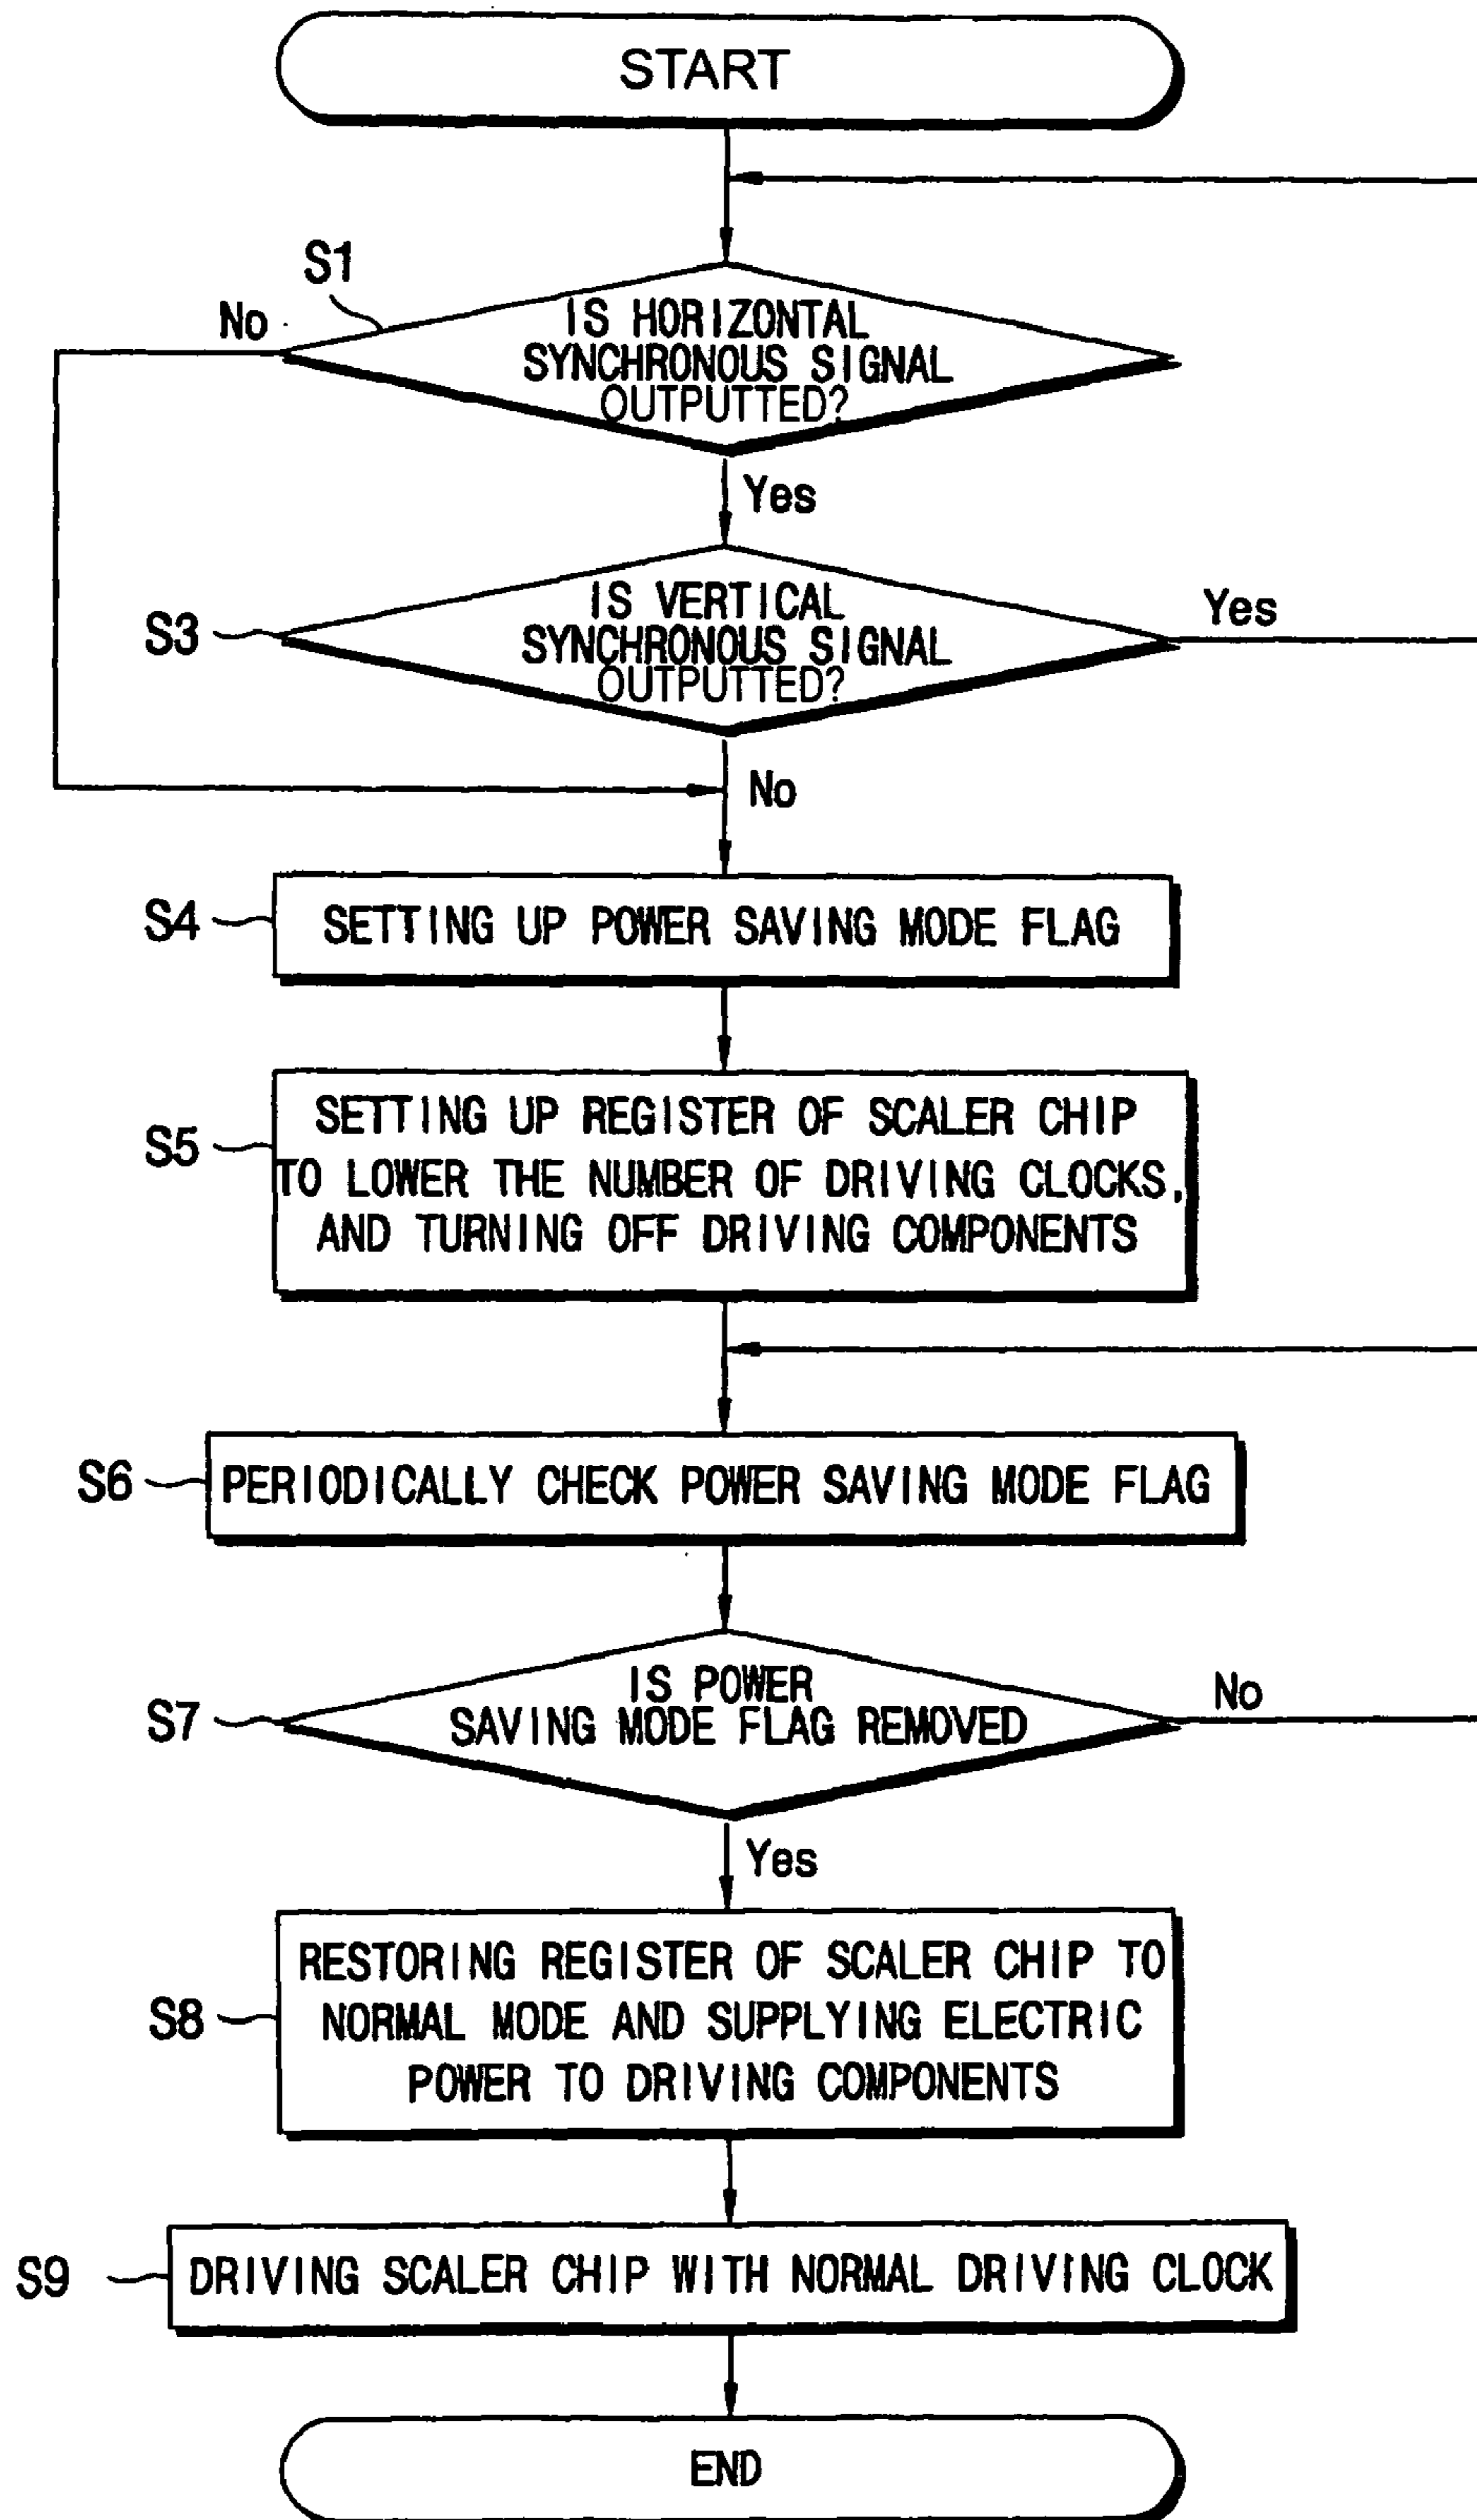 START
S1
No
IS HORIZONTAL
SYNCHRONOUS SIGNAL
OUTPUTTED?
Yes
S3
IS VERTICAL
SYNCHRONOUS SIGNAL
OUTPUTTED?
Yes
No
S4
SETTING UP POWER SAVING MODE FLAG
S5
SETTING UP REGISTER OF SCALER CHIP
TO LOWER THE NUMBER OF DRIVING CLOCKS,
AND TURNING OFF DRIVING COMPONENTS
S6
PERIODICALLY CHECK POWER SAVING MODE FLAG
S7
IS POWER
SAVING MODE FLAG REMOVED
No
Yes
S8
RESTORING REGISTER OF SCALER CHIP TO
NORMAL MODE AND SUPPLYING ELECTRIC
POWER TO DRIVING COMPONENTS
S9
DRIVING SCALER CHIP WITH NORMAL DRIVING CLOCK
END